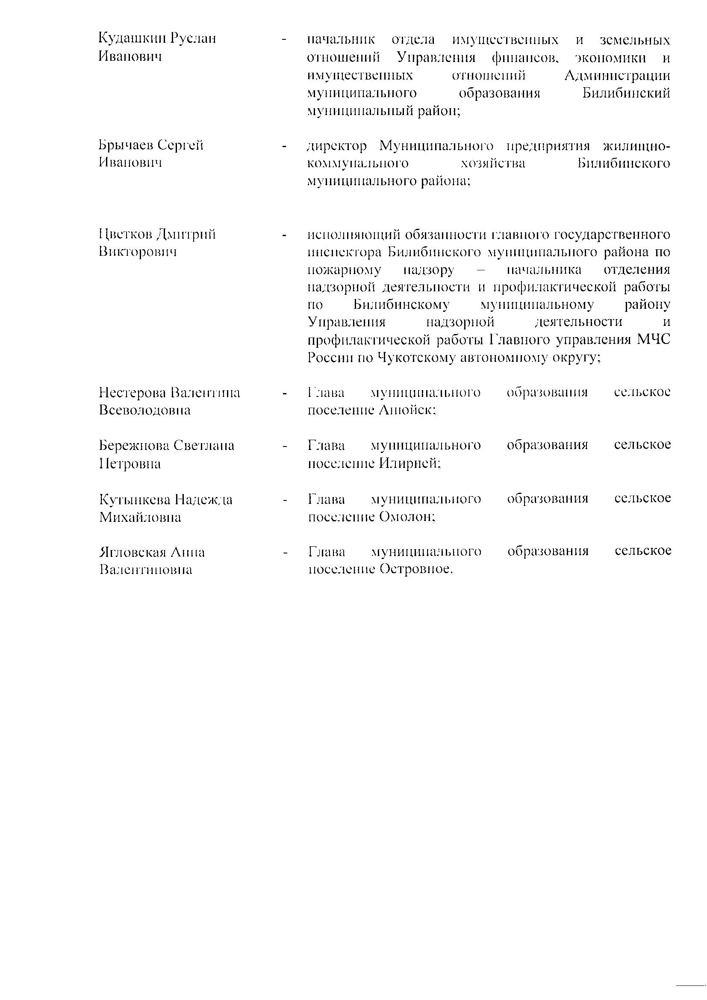 Кудашкин Руслан - начальник отдела имущественных и земельных
Иванович отношений Управления финансов, экономики и
имущественных отношений Администрации
муниципального образования Билибинский
муниципальный район;
Брычаев Сергей - директор Муниципального предприятия жилищно-
Иванович коммунального хозяйства Билибинского
муниципального района;
Цветков Дмитрий - исполняющий обязанности главного государственного
Викторович инспектора Билибинского муниципального района по
пожарному надзору – начальника отделения
надзорной деятельности и профилактической работы
по Билибинскому муниципальному району
Управления надзорной деятельности и
профилактической работы Главного управления МЧС
России по Чукотскому автономному округу;
Нестерова Валентина - Глава муниципального образования сельское
Всеволодовна поселение Анюйск;
Бережнова Светлана - Глава муниципального образования сельское
Петровна поселение Илирней;
Кутынкева Надежда - Глава муниципального образования сельское
Михайловна поселение Омолон;
Ягловская Анна - Глава муниципального образования сельское
Валентиновна поселение Островное.